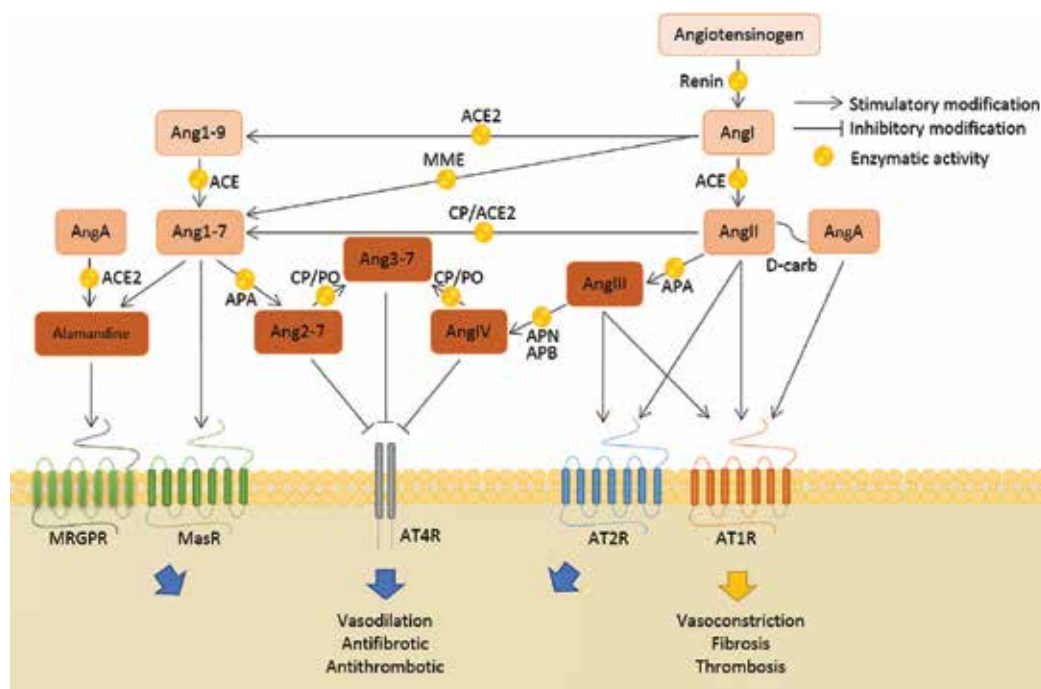 Angiotensinogen
Renin
Stimulatory modification
Inhibitory modification
Enzymatic activity
Ang1-9
ACE2
AngI
MME
ACE
ACE
AngA
Ang1-7
CP/ACE2
AngII
AngA
D-carb
ACE2
APA
CP/PO
Ang3-7
CP/PO
AngIII
APA
Alamandine
Ang2-7
AngIV
APN
APB
MRGPR
MasR
AT4R
AT2R
AT1R
Vasodilation
Antifibrotic
Antithrombotic
Vasoconstriction
Fibrosis
Thrombosis